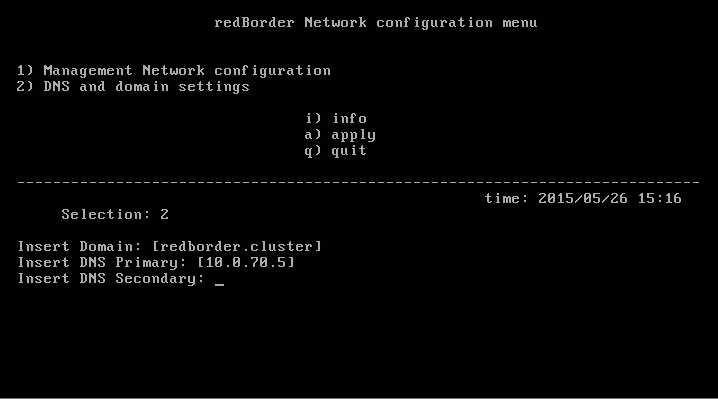 redBorder Network configuration menu
1) Management Network configuration
2) DNS and domain settings
i) info
a) apply
q) quit
----------------------------------------------------------------------------
time: 2015/05/26 15:16
Selection: 2
Insert Domain: [redborder.cluster]
Insert DNS Primary: [10.0.70.5]
Insert DNS Secondary: _